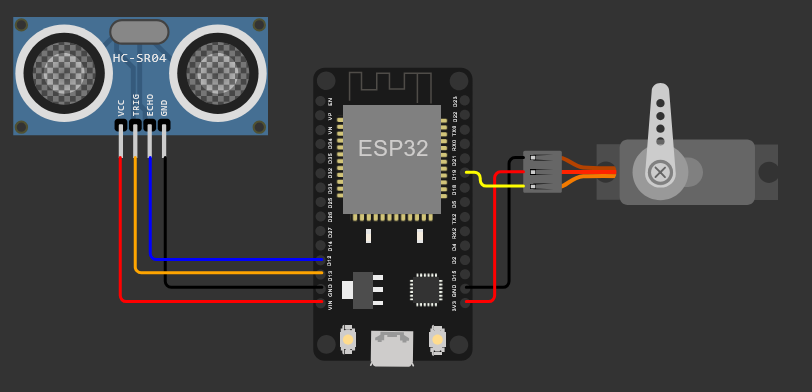 HC-SR04
VCC
TRIG
ECHO
GND
ESP32
EN
VP
VN
D34
D35
D32
D33
D25
D26
D27
D14
D12
D13
GND
VIN
D23
D22
TX0
RX0
D21
D19
D18
D5
TX2
RX2
D4
D2
D15
GND
3V3